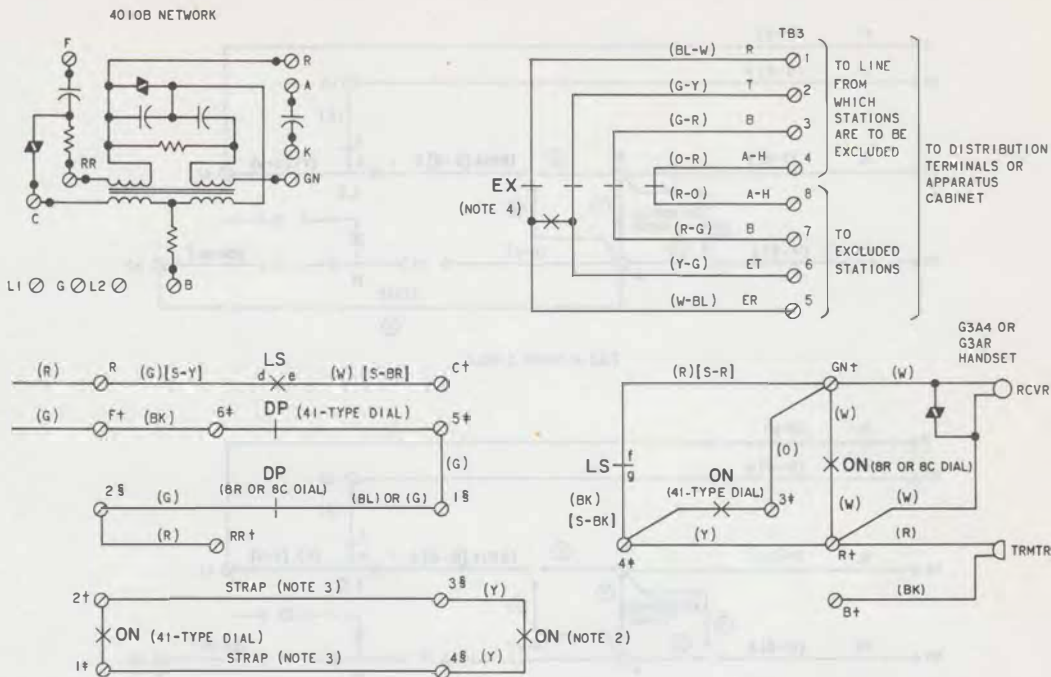 4010B NETWORK
F
R
A
K
GN
RR
C
L1 G L2 B
TB3
(BL-W) R 1
(G-Y) T 2
(G-R) B 3
(O-R) A-H 4
(R-O) A-H 8
(R-G) B 7
(Y-G) ET 6
(W-BL) ER 5
EX
(NOTE 4)
TO LINE
FROM
WHICH
STATIONS
ARE TO BE
EXCLUDED
TO
EXCLUDED
STATIONS
TO DISTRIBUTION
TERMINALS OR
APPARATUS
CABINET
LS
(R) R (G)[S-Y] d e (W) [S-BR] C†
(G) F† (BK) 6‡ DP (41-TYPE DIAL) 5‡
(G)
DP
2§ (G) (8R OR 8C DIAL) (BL) OR (G) 1§
(R) RR†
2† STRAP (NOTE 3) 3§ (Y)
ON (41-TYPE DIAL) ON (NOTE 2)
1‡ STRAP (NOTE 3) 4§ (Y)
G3A4 OR
G3AR
HANDSET
(R)[S-R] GN† (W)
RCVR
(W)
(O)
LS f
g
ON
(41-TYPE DIAL)
3‡
ON (8R OR 8C DIAL)
(BK)
[S-BK]
(W) (W)
(Y) (R)
4‡ R†
TRMTR
(BK)
B†